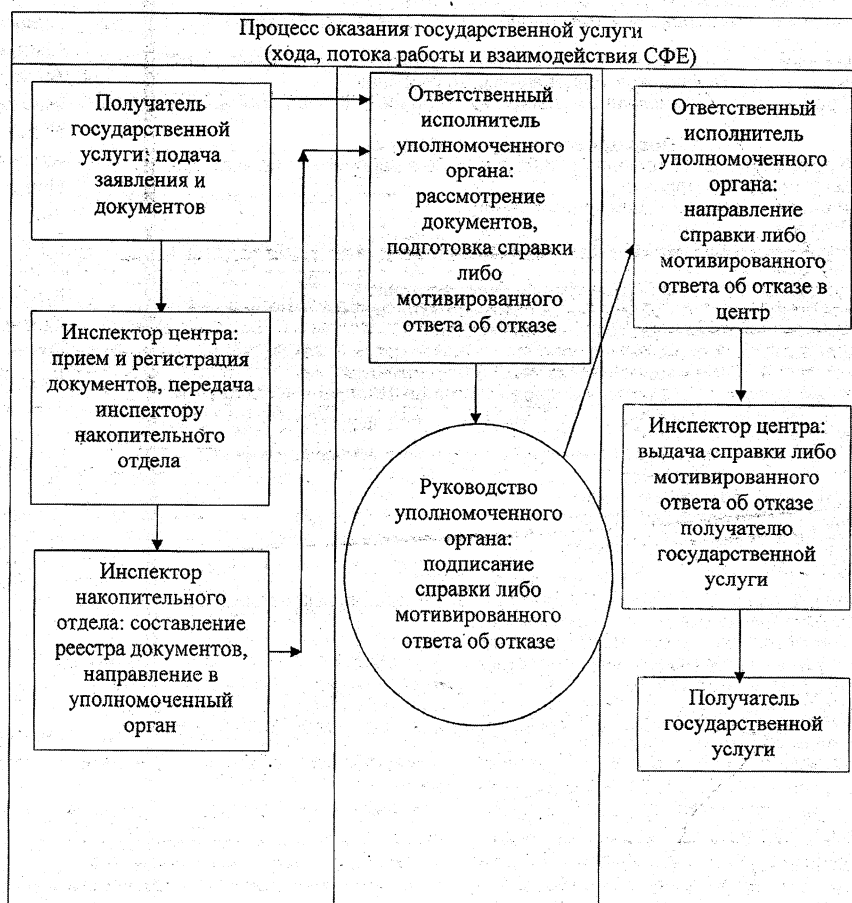 Процесс оказания государственной услуги
(хода, потока работы и взаимодействия СФЕ)
Получатель
государственной
услуги: подача
заявления и
документов
Инспектор центра:
прием и регистрация
документов, передача
инспектору
накопительного
отдела
Инспектор
накопительного
отдела: составление
реестра документов,
направление в
уполномоченный
орган
Ответственный
исполнитель
уполномоченного
органа:
рассмотрение
документов,
подготовка справки
либо
мотивированного
ответа об отказе
Руководство
уполномоченного
органа:
подписание
справки либо
мотивированного
ответа об отказе
Ответственный
исполнитель
уполномоченного
органа:
направление
справки либо
мотивированного
ответа об отказе в
центр
Инспектор центра:
выдача справки либо
мотивированного
ответа об отказе
получателю
государственной
услуги
Получатель
государственной
услуги